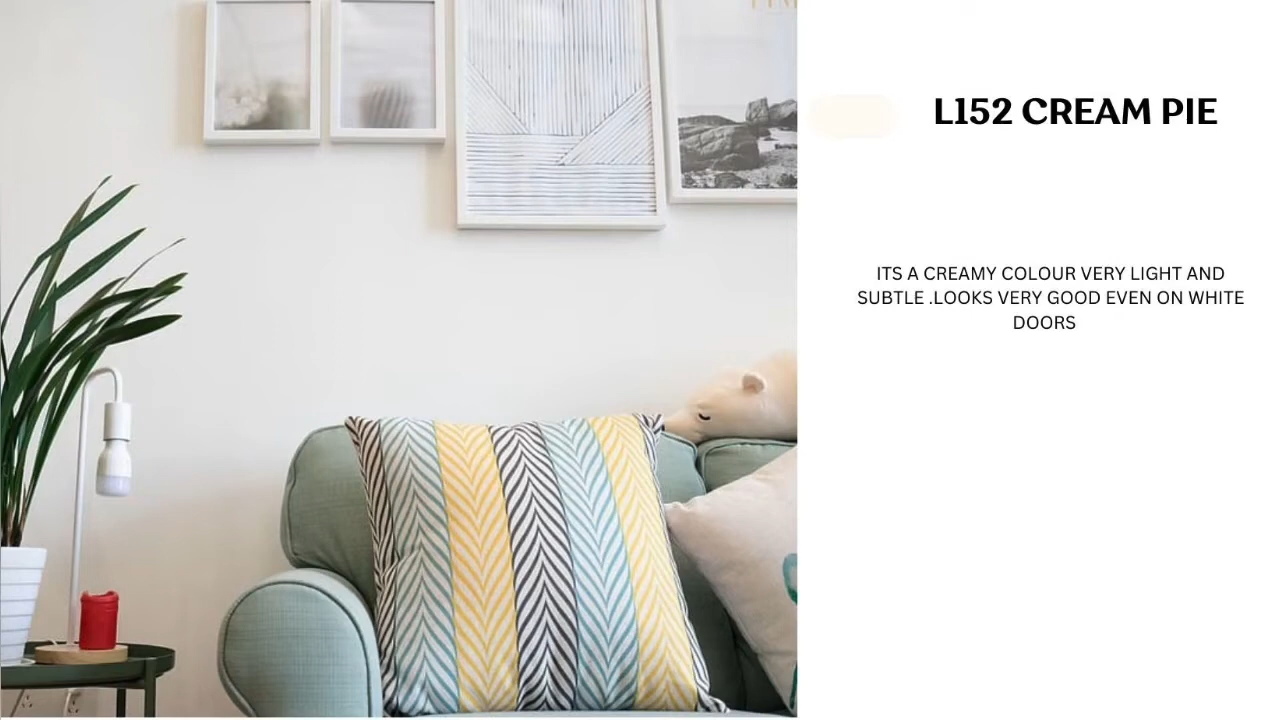 L152 CREAM PIE
ITS A CREAMY COLOUR VERY LIGHT AND
SUBTLE .LOOKS VERY GOOD EVEN ON WHITE
DOORS